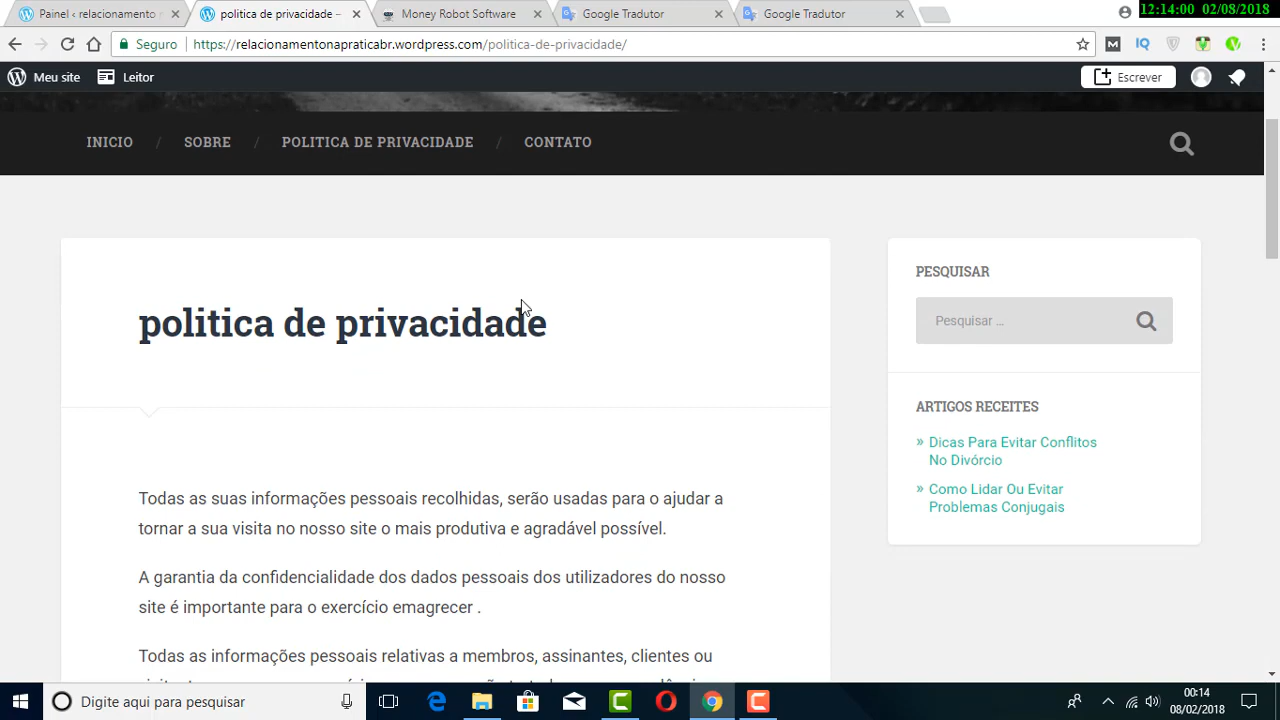 Painel ‹ relacionamento n
politica de privacidade –
Money Robot Software
Google Tradutor
Google Tradutor
12:14:00 02/08/2018
Seguro
https://relacionamentonapraticabr.wordpress.com/politica-de-privacidade/
Meu site
Leitor
Escrever
INICIO / SOBRE / POLITICA DE PRIVACIDADE / CONTATO
politica de privacidade
Todas as suas informações pessoais recolhidas, serão usadas para o ajudar a
tornar a sua visita no nosso site o mais produtiva e agradável possível.
A garantia da confidencialidade dos dados pessoais dos utilizadores do nosso
site é importante para o exercício emagrecer .
Todas as informações pessoais relativas a membros, assinantes, clientes ou
PESQUISAR
Pesquisar …
ARTIGOS RECEITES
» Dicas Para Evitar Conflitos
No Divórcio
» Como Lidar Ou Evitar
Problemas Conjugais
Digite aqui para pesquisar
00:14
08/02/2018